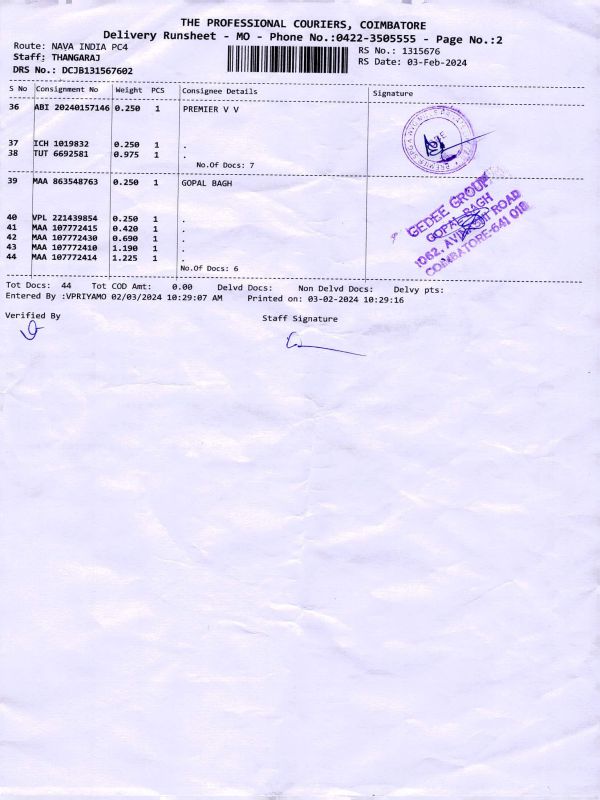 THE PROFESSIONAL COURIERS, COIMBATORE
Delivery Runsheet - MO - Phone No.:0422-3505555 - Page No.:2
Route: NAVA INDIA PC4
RS No.: 1315676
Staff: THANGARAJ
RS Date: 03-Feb-2024
DRS No.: DCJB131567602
S No Consignment No Weight PCS Consignee Details Signature
36 ABI 20240157146 0.250 1 PREMIER V V
37 ICH 1019832 0.250 1 .
38 TUT 6692581 0.975 1 .
No.Of Docs: 7
39 MAA 863548763 0.250 1 GOPAL BAGH
GEDEE GROUP
GOPAL BAGH
1062, AVINASHI ROAD
COIMBATORE-641 018
40 VPL 221439854 0.250 1 .
41 MAA 107772415 0.420 1 .
42 MAA 107772430 0.690 1 .
43 MAA 107772410 1.190 1 .
44 MAA 107772414 1.225 1 .
No.Of Docs: 6
Tot Docs: 44 Tot COD Amt: 0.00 Delvd Docs: Non Delvd Docs: Delvy pts:
Entered By :VPRIYAMO 02/03/2024 10:29:07 AM Printed on: 03-02-2024 10:29:16
Verified By
Staff Signature